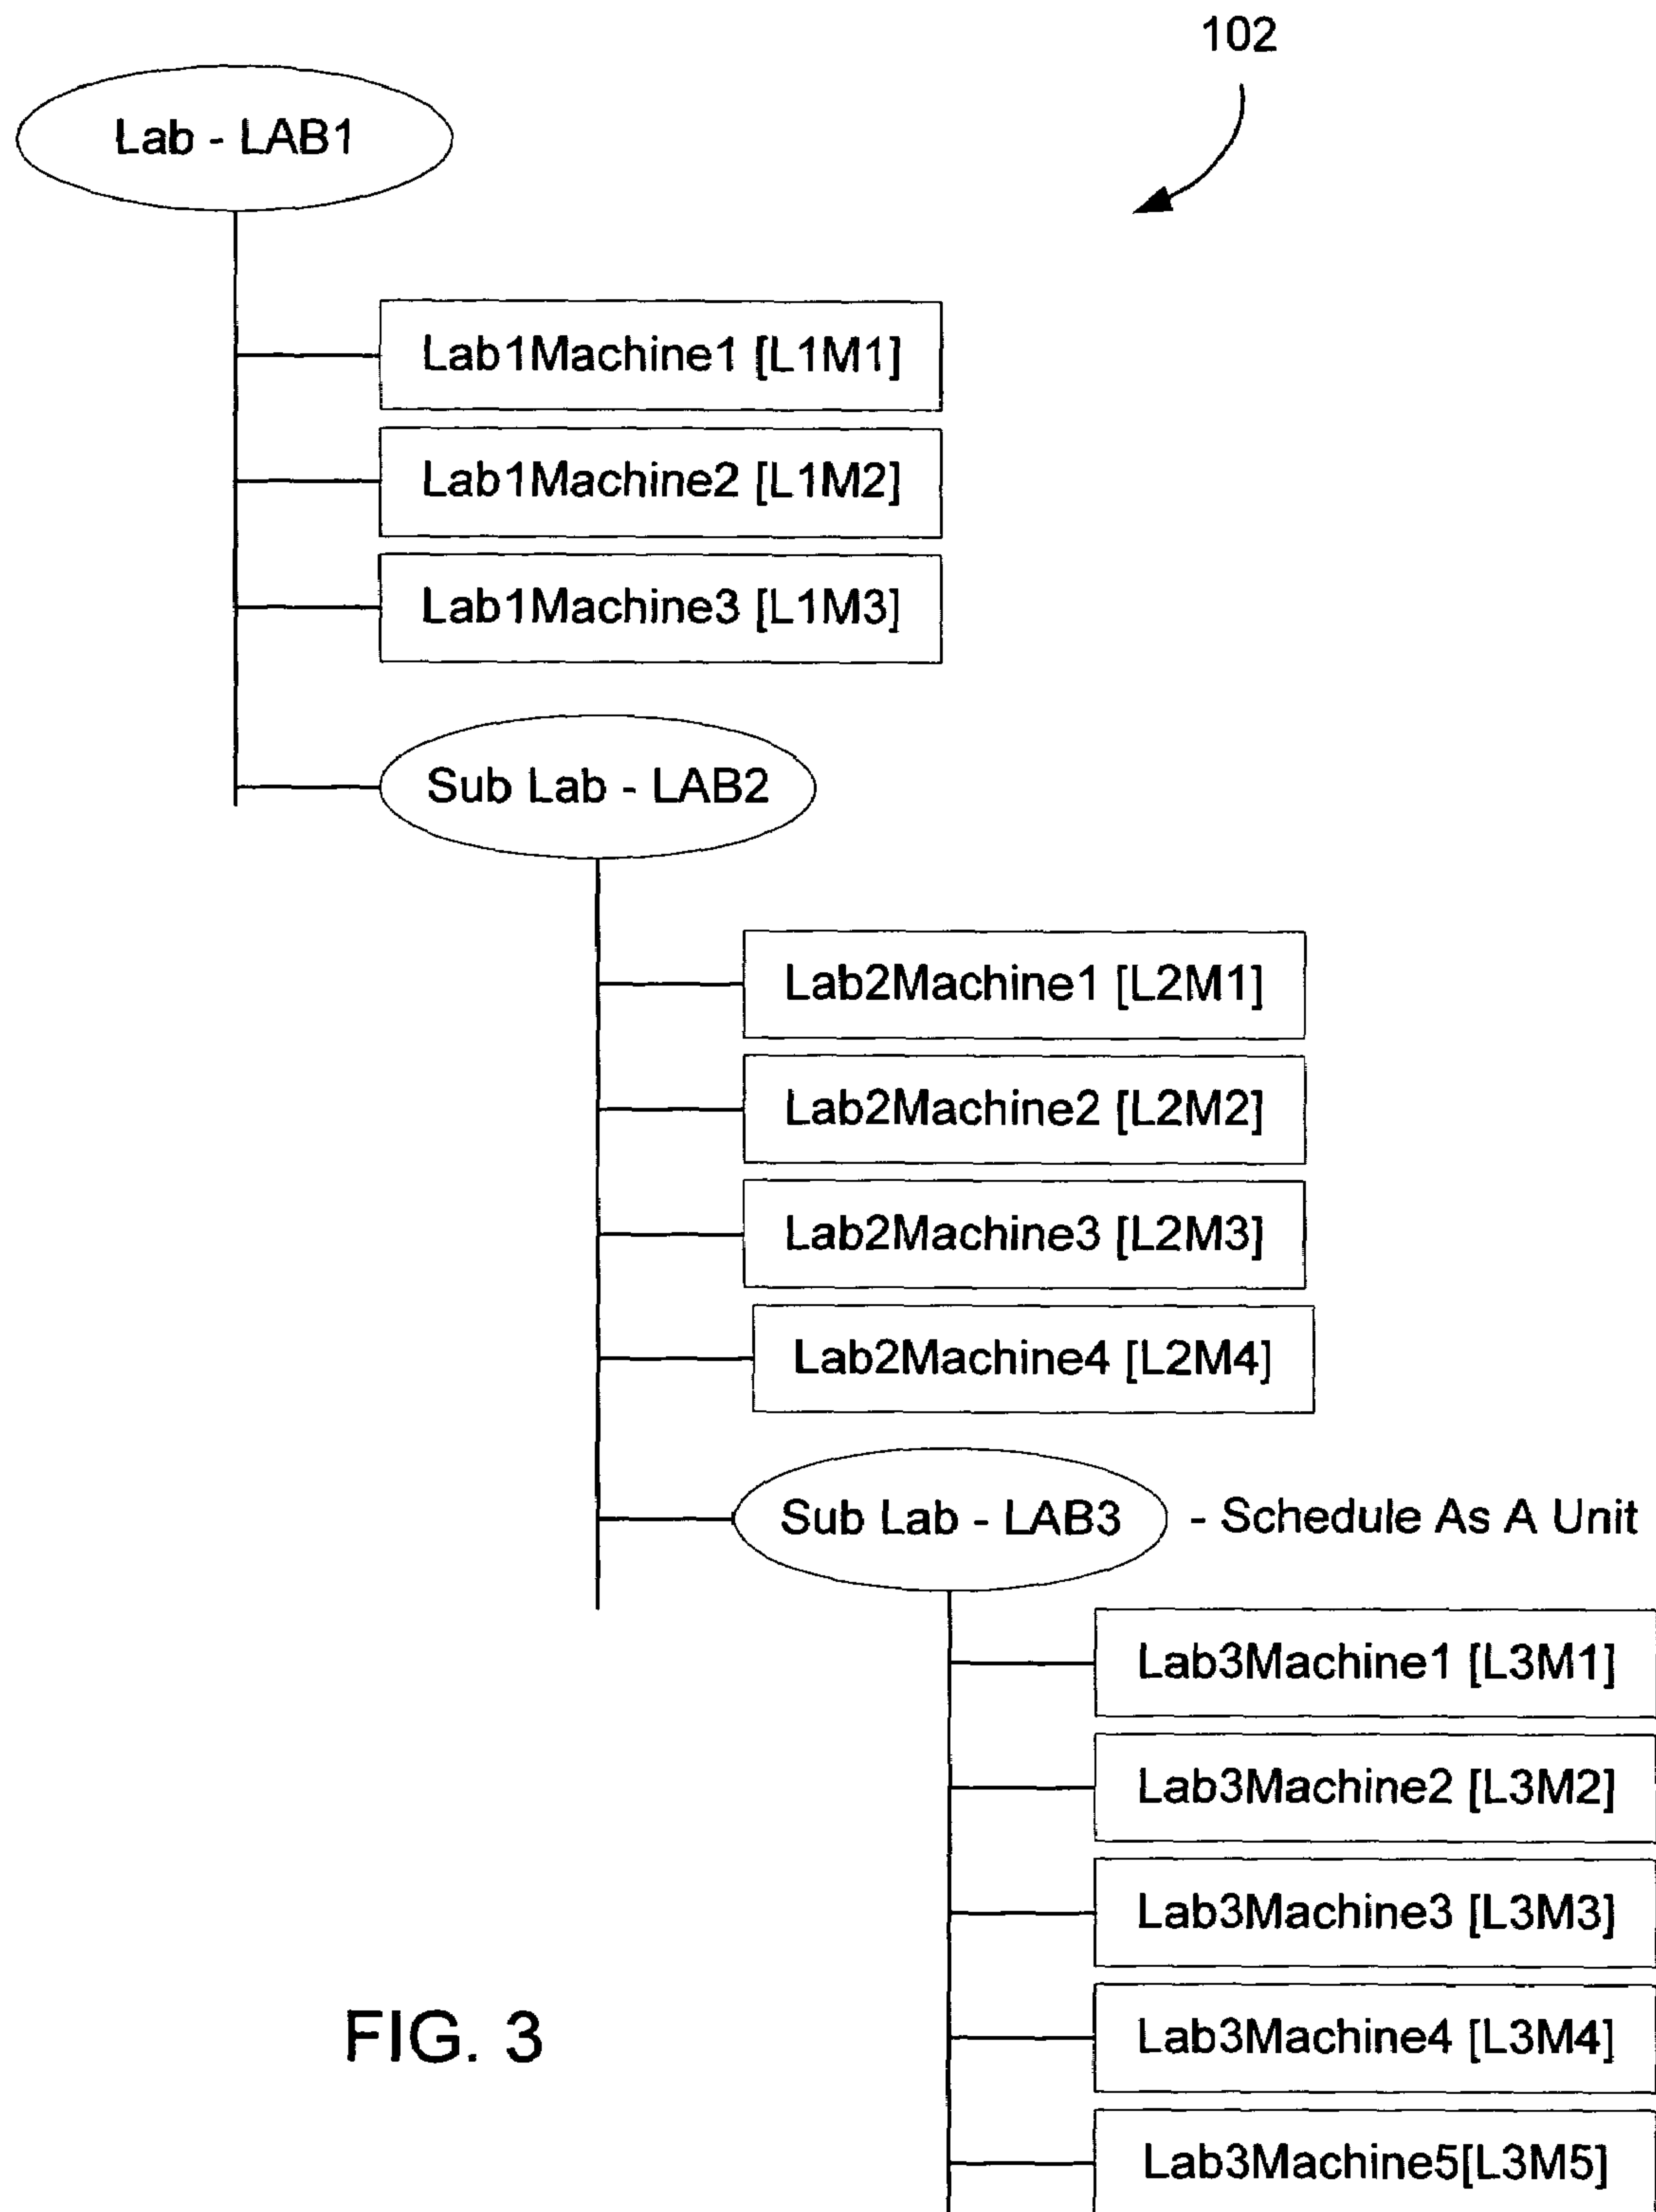 102
Lab - LAB1
Lab1Machine1 [L1M1]
Lab1Machine2 [L1M2]
Lab1Machine3 [L1M3]
Sub Lab - LAB2
Lab2Machine1 [L2M1]
Lab2Machine2 [L2M2]
Lab2Machine3 [L2M3]
Lab2Machine4 [L2M4]
Sub Lab - LAB3 - Schedule As A Unit
Lab3Machine1 [L3M1]
Lab3Machine2 [L3M2]
Lab3Machine3 [L3M3]
Lab3Machine4 [L3M4]
Lab3Machine5[L3M5]
FIG. 3